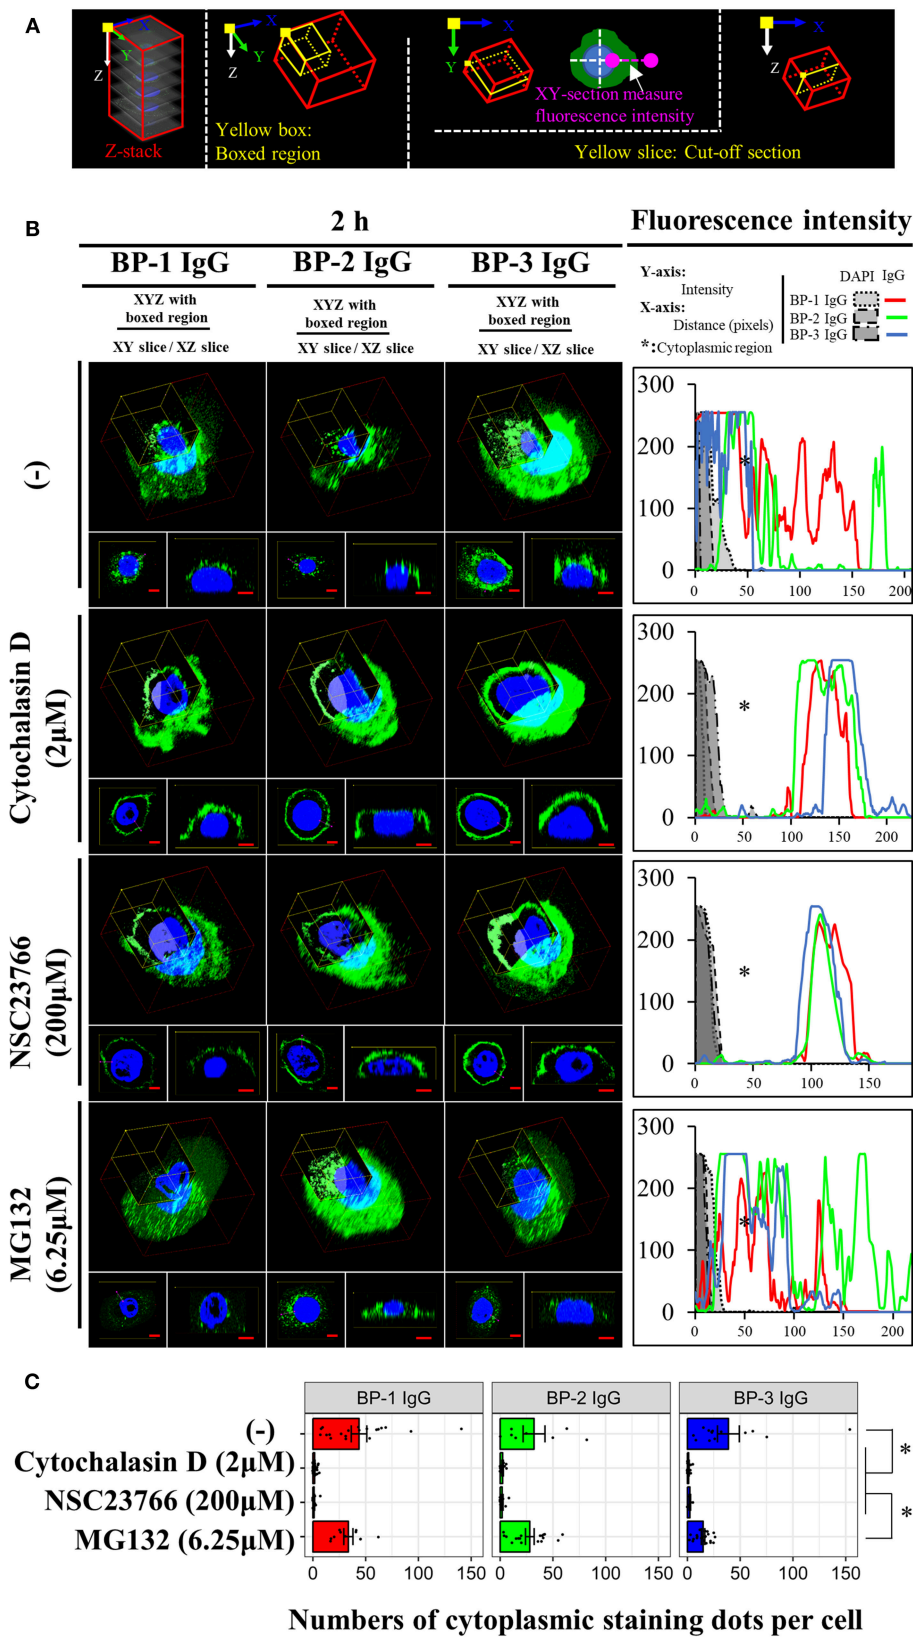 A
X
Y
Z
Z-stack
X
Y
Z
Yellow box:
Boxed region
X
Y
XY-section measure
fluorescence intensity
X
Z
Yellow slice: Cut-off section
B
2 h
Fluorescence intensity
BP-1 IgG
BP-2 IgG
BP-3 IgG
XYZ with
boxed region
XY slice / XZ slice
XYZ with
boxed region
XY slice / XZ slice
XYZ with
boxed region
XY slice / XZ slice
Y-axis:
Intensity
X-axis:
Distance (pixels)
*:Cytoplasmic region
DAPI IgG
BP-1 IgG
BP-2 IgG
BP-3 IgG
(-)
300
200
100
0
*
0 50 100 150 200
Cytochalasin D
(2μM)
300
200
100
0
*
0 50 100 150 200
NSC23766
(200μM)
300
200
100
0
*
0 50 100 150
MG132
(6.25μM)
300
200
100
0
*
0 50 100 150 200
C
BP-1 IgG
BP-2 IgG
BP-3 IgG
(-)
Cytochalasin D (2μM)
NSC23766 (200μM)
MG132 (6.25μM)
*
*
0 50 100 150
0 50 100 150
0 50 100 150
Numbers of cytoplasmic staining dots per cell